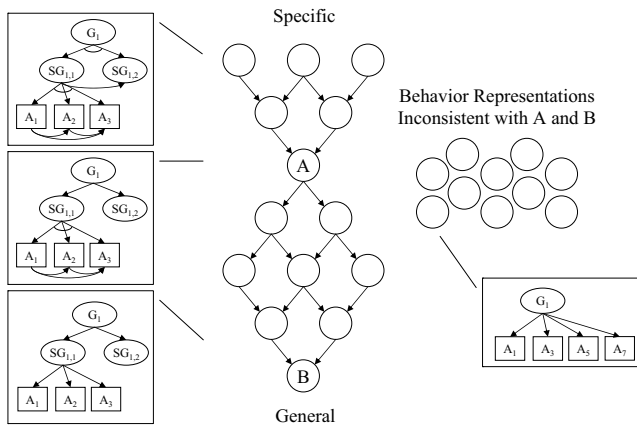 Specific
G1
SG1,1 SG1,2
A1 A2 A3
G1
SG1,1 SG1,2
A1 A2 A3
G1
SG1,1 SG1,2
A1 A2 A3
A
B
General
Behavior Representations
Inconsistent with A and B
G1
A1 A3 A5 A7